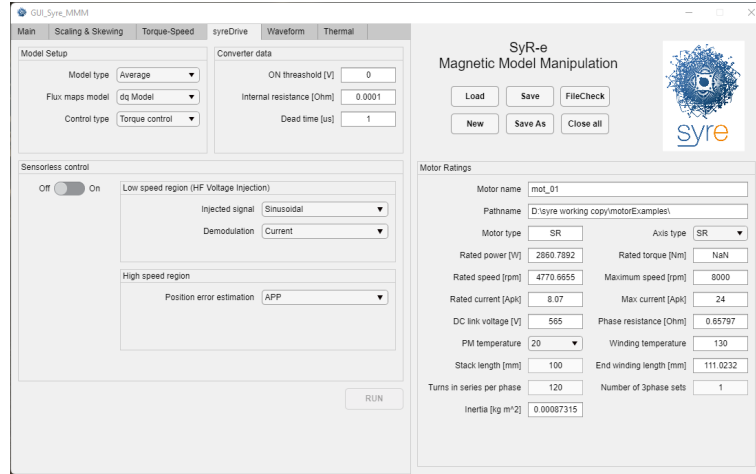 GUI_Syre_MMM
Main Scaling & Skewing Torque-Speed syreDrive Waveform Thermal
Model Setup
Model type Average
Flux maps model dq Model
Control type Torque control
Converter data
ON threashold [V] 0
Internal resistance [Ohm] 0.0001
Dead time [us] 1
Sensorless control
Off On
Low speed region (HF Voltage Injection)
Injected signal Sinusoidal
Demodulation Current
High speed region
Position error estimation APP
RUN
SyR-e
Magnetic Model Manipulation
Load Save FileCheck
New Save As Close all
syre
Motor Ratings
Motor name mot_01
Pathname D:\syre working copy\motorExamples\
Motor type SR Axis type SR
Rated power [W] 2860.7892 Rated torque [Nm] NaN
Rated speed [rpm] 4770.6655 Maximum speed [rpm] 8000
Rated current [Apk] 8.07 Max current [Apk] 24
DC link voltage [V] 565 Phase resistance [Ohm] 0.65797
PM temperature 20 Winding temperature 130
Stack length [mm] 100 End winding length [mm] 111.0232
Turns in series per phase 120 Number of 3phase sets 1
Inertia [kg m^2] 0.00087315